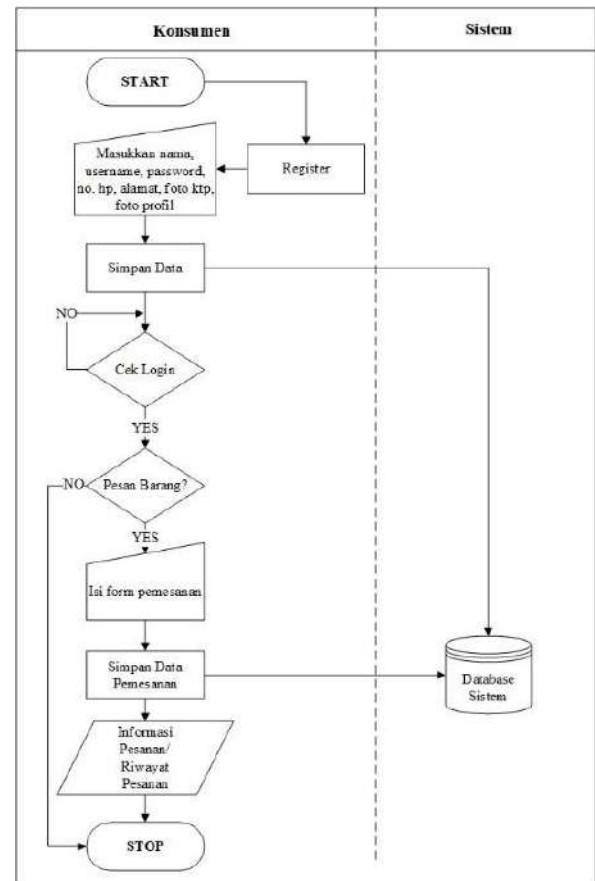 Konsumen
Sistem
START
Masukkan nama,
username, password,
no. hp, alamat, foto ktp,
foto profil
Register
Simpan Data
NO
Cek Login
YES
NO
Pesan Barang?
YES
Isi form pemesanan
Simpan Data
Pemesanan
Database
Sistem
Informasi
Pesanan/
Riwayat
Pesanan
STOP